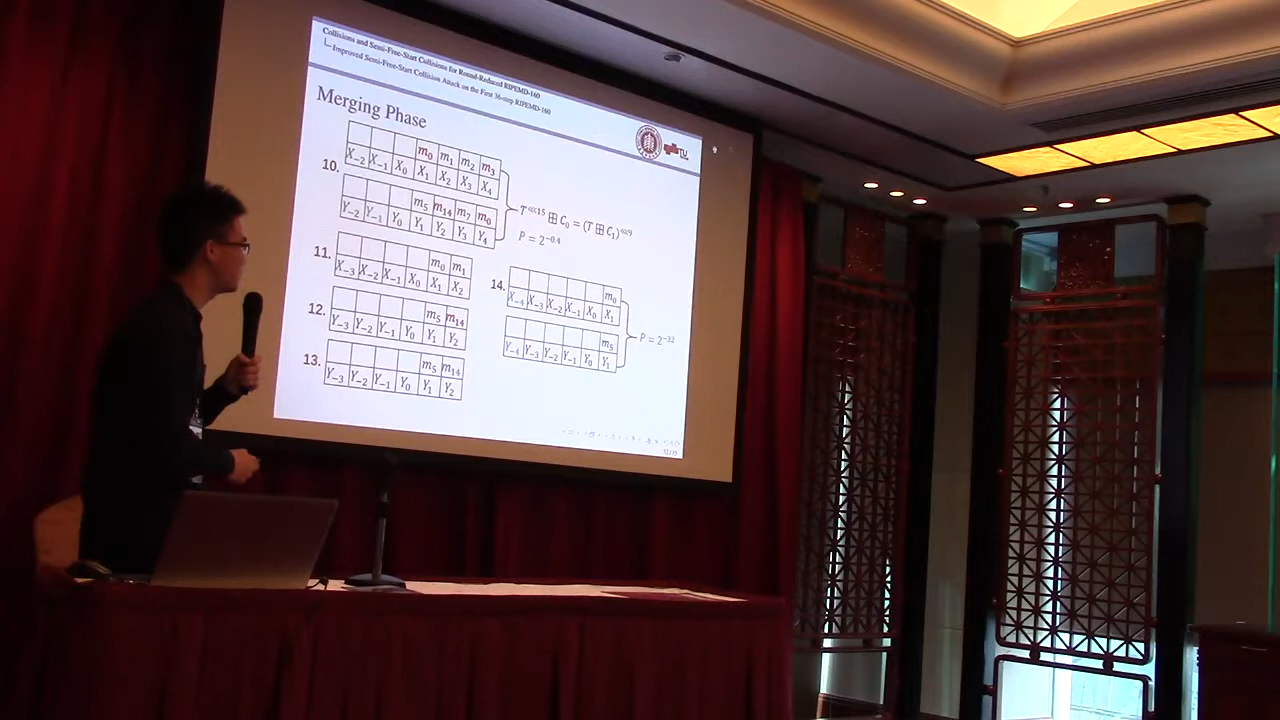 Collisions and Semi-Free-Start Collisions for Round-Reduced RIPEMD-160
Improved Semi-Free-Start Collision Attack on the First 36-step RIPEMD-160
Merging Phase
10.
m₀ m₁ m₂ m₃
X₋₂ X₋₁ X₀ X₁ X₂ X₃ X₄
m₅ m₁₄ m₇ m₀
Y₋₂ Y₋₁ Y₀ Y₁ Y₂ Y₃ Y₄
T^⋘15 ⊞ C₀ = (T ⊞ C₁)^⋘9
P = 2^−0.4
11.
m₀ m₁
X₋₃ X₋₂ X₋₁ X₀ X₁ X₂
12.
m₅ m₁₄
Y₋₃ Y₋₂ Y₋₁ Y₀ Y₁ Y₂
13.
m₅ m₁₄
Y₋₃ Y₋₂ Y₋₁ Y₀ Y₁ Y₂
14.
m₀
X₋₄ X₋₃ X₋₂ X₋₁ X₀ X₁
m₅
Y₋₄ Y₋₃ Y₋₂ Y₋₁ Y₀ Y₁
P = 2^−32